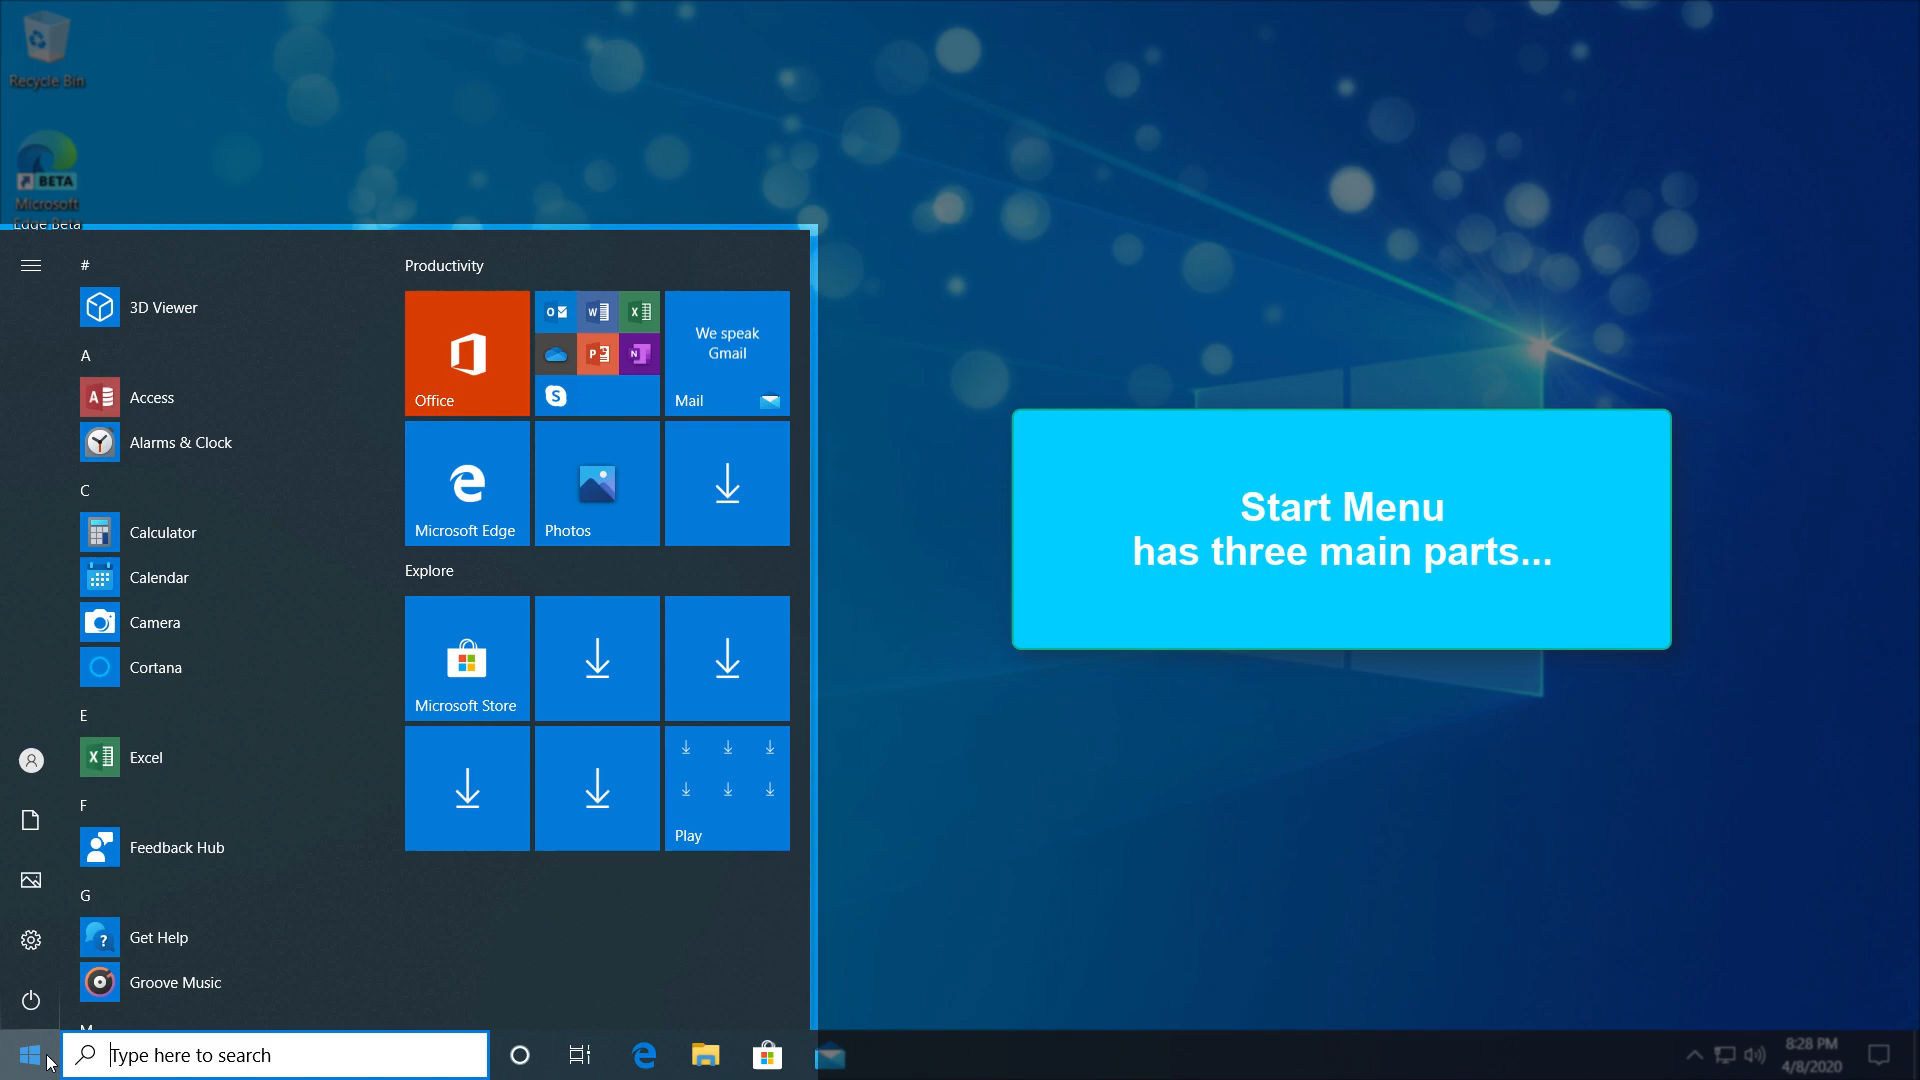 Recycle Bin
BETA
Microsoft
Edge Beta
#
3D Viewer
A
Access
Alarms & Clock
C
Calculator
Calendar
Camera
Cortana
E
Excel
F
Feedback Hub
G
Get Help
Groove Music
M
Productivity
Office
We speak
Gmail
Mail
Microsoft Edge
Photos
Explore
Microsoft Store
Play
Start Menu
has three main parts...
Type here to search
8:28 PM
4/8/2020